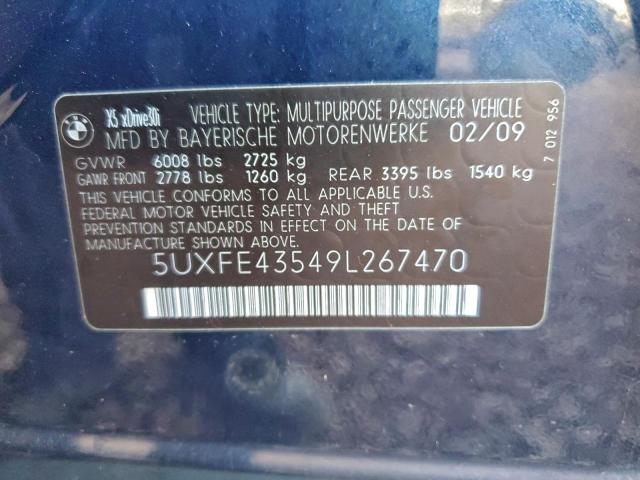 BMW
X5 xDrive30i VEHICLE TYPE: MULTIPURPOSE PASSENGER VEHICLE
MFD BY BAYERISCHE MOTORENWERKE 02/09
GVWR 6008 lbs 2725 kg
GAWR FRONT 2778 lbs 1260 kg REAR 3395 lbs 1540 kg
THIS VEHICLE CONFORMS TO ALL APPLICABLE U.S.
FEDERAL MOTOR VEHICLE SAFETY AND THEFT
PREVENTION STANDARDS IN EFFECT ON THE DATE OF
MANUFACTURE SHOWN ABOVE.
5UXFE43549L267470
7 012 956